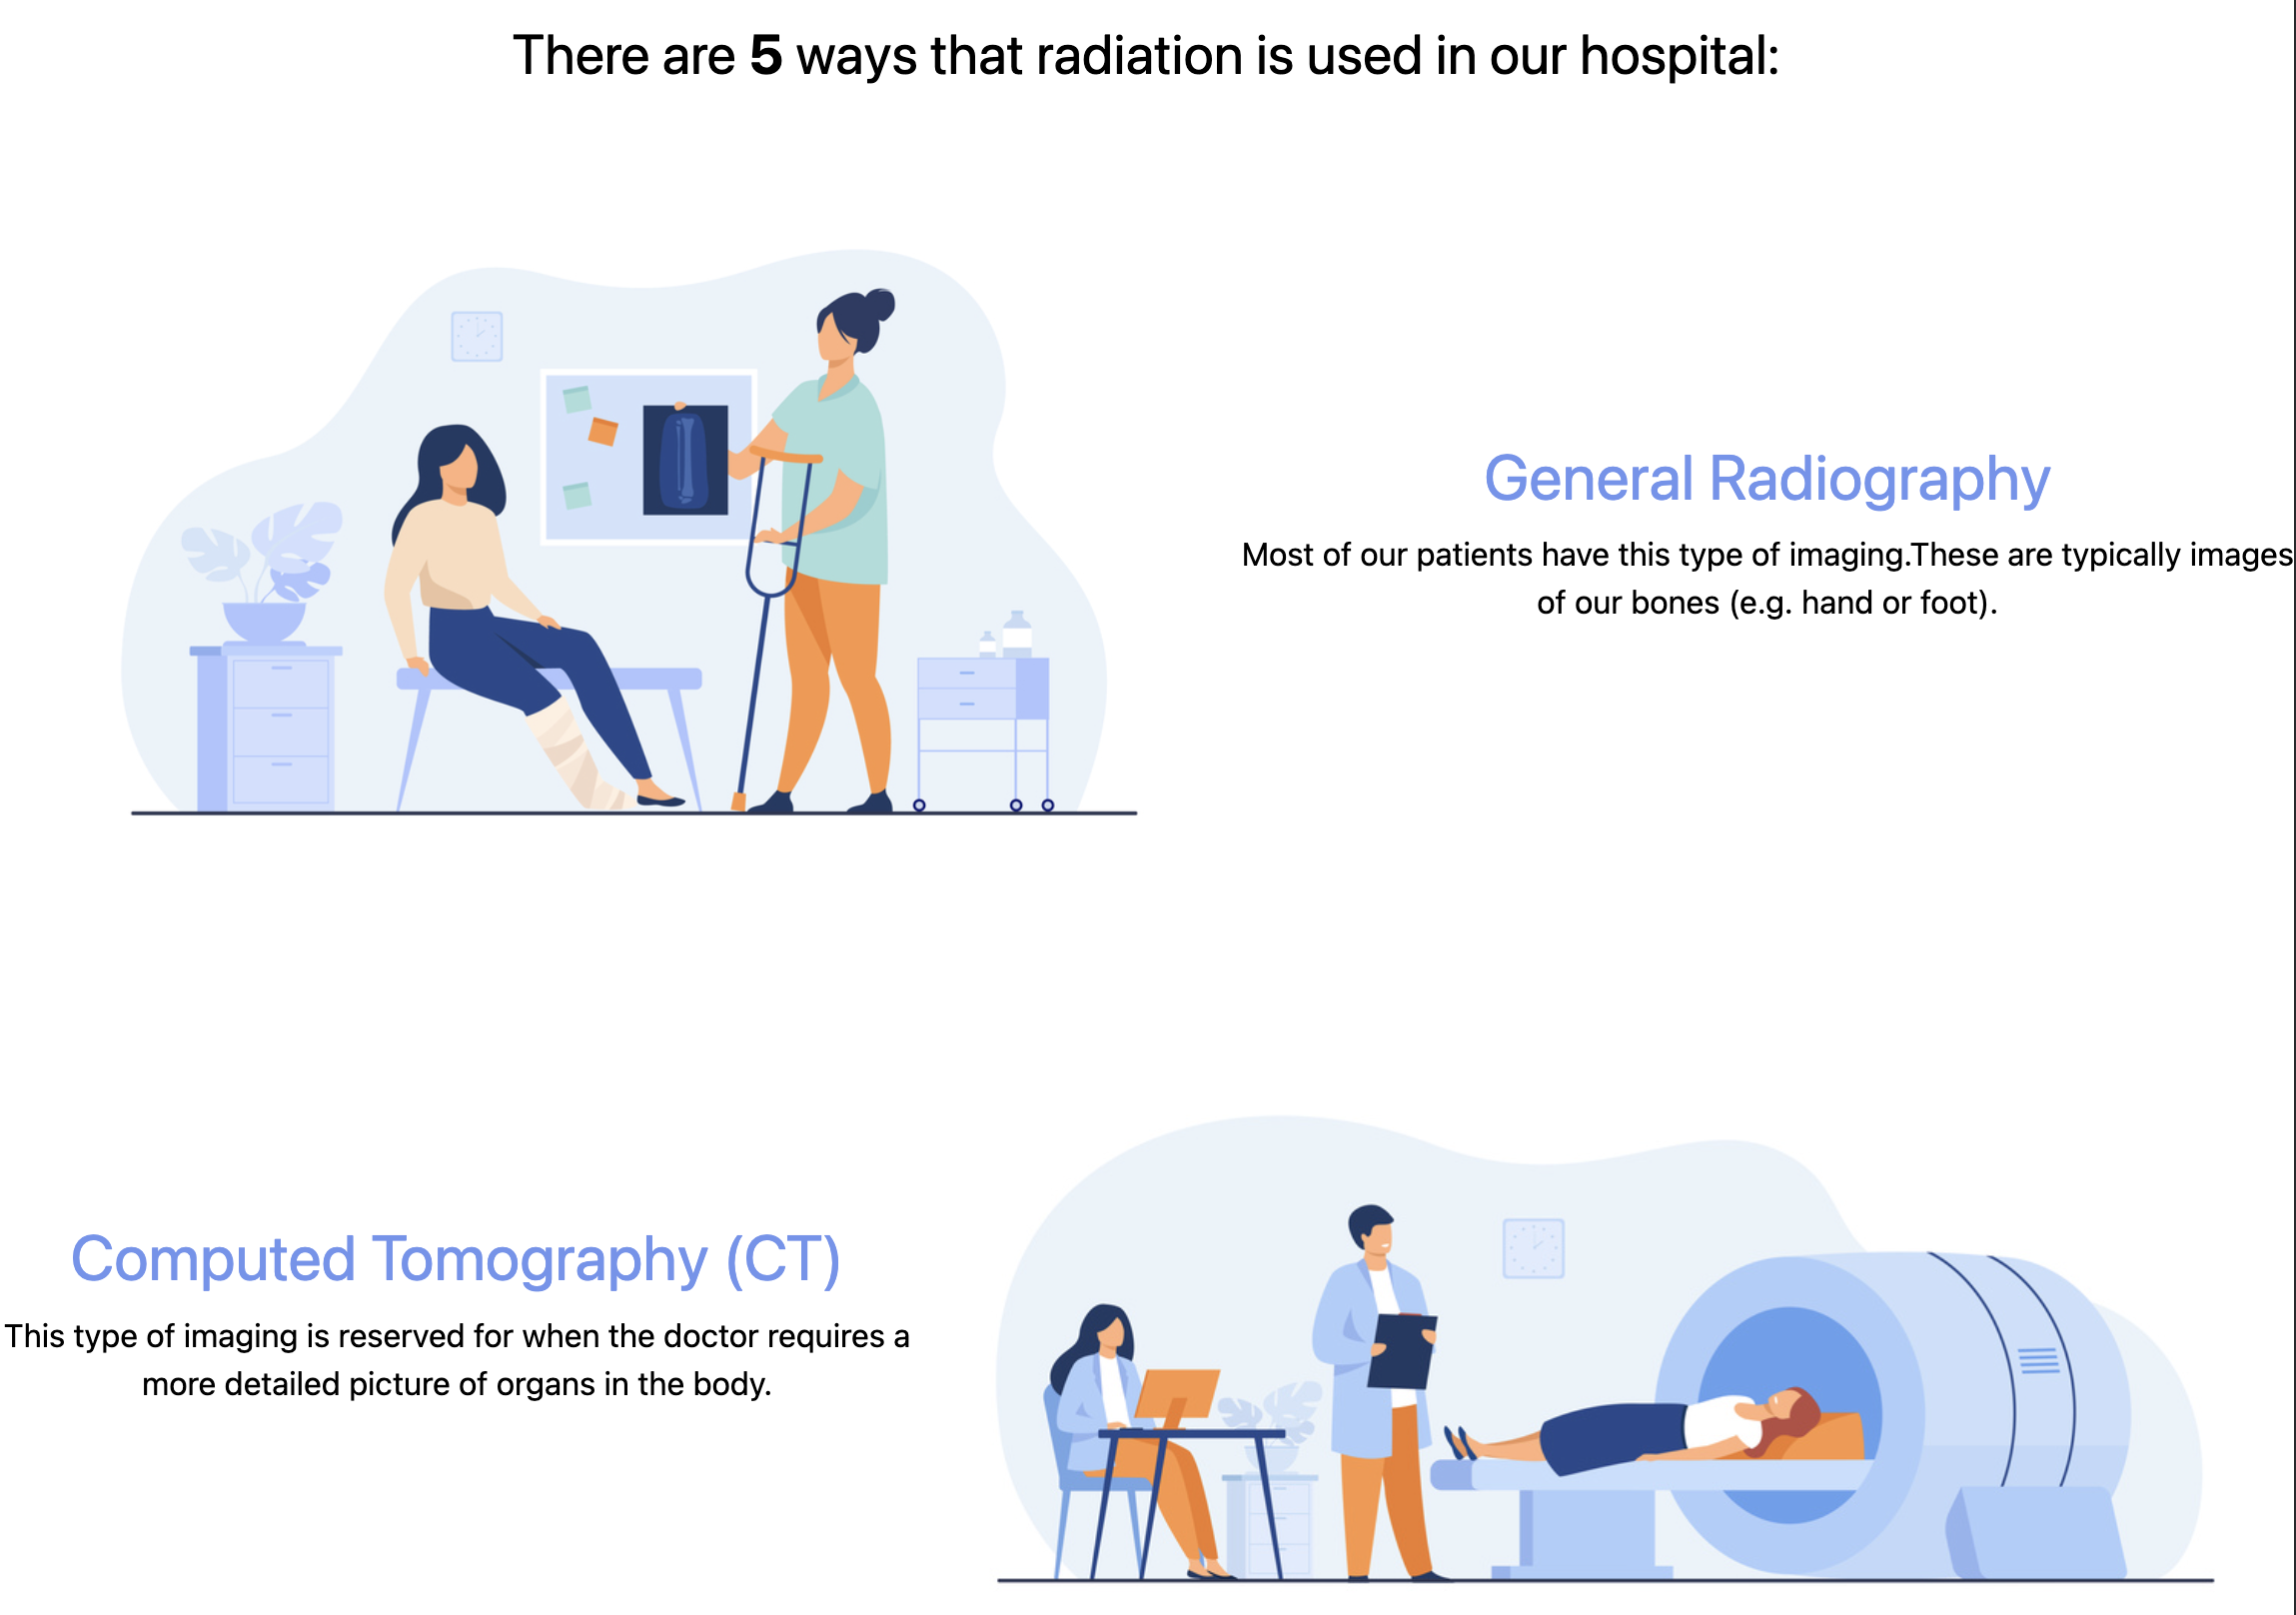 There are 5 ways that radiation is used in our hospital:
General Radiography
Most of our patients have this type of imaging.These are typically images
of our bones (e.g. hand or foot).
Computed Tomography (CT)
This type of imaging is reserved for when the doctor requires a
more detailed picture of organs in the body.